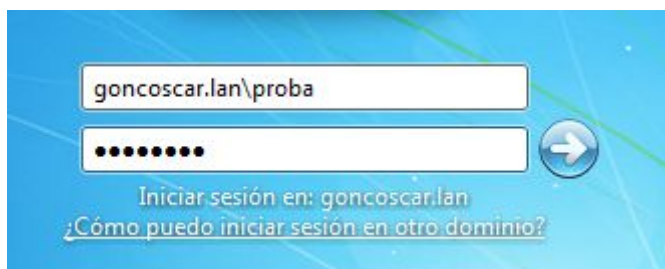 goncoscar.lan\proba
••••••••
Iniciar sesión en: goncoscar.lan
¿Cómo puedo iniciar sesión en otro dominio?